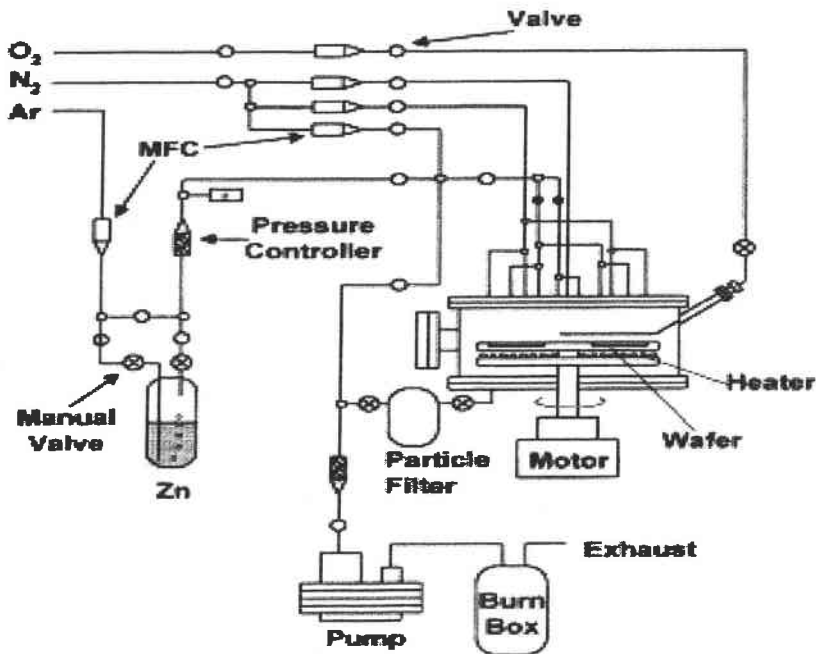 Valve
O₂
N₂
Ar
MFC
Pressure
Controller
Manual
Valve
Zn
Particle
Filter
Heater
Wafer
Motor
Exhaust
Burn
Box
Pump